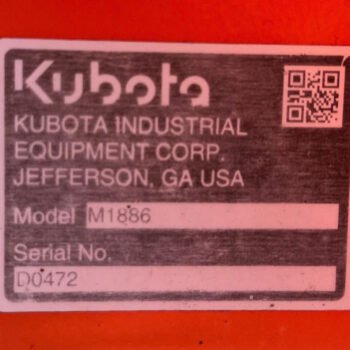 Kubota
KUBOTA INDUSTRIAL
EQUIPMENT CORP.
JEFFERSON, GA USA
Model M1886
Serial No.
D0472